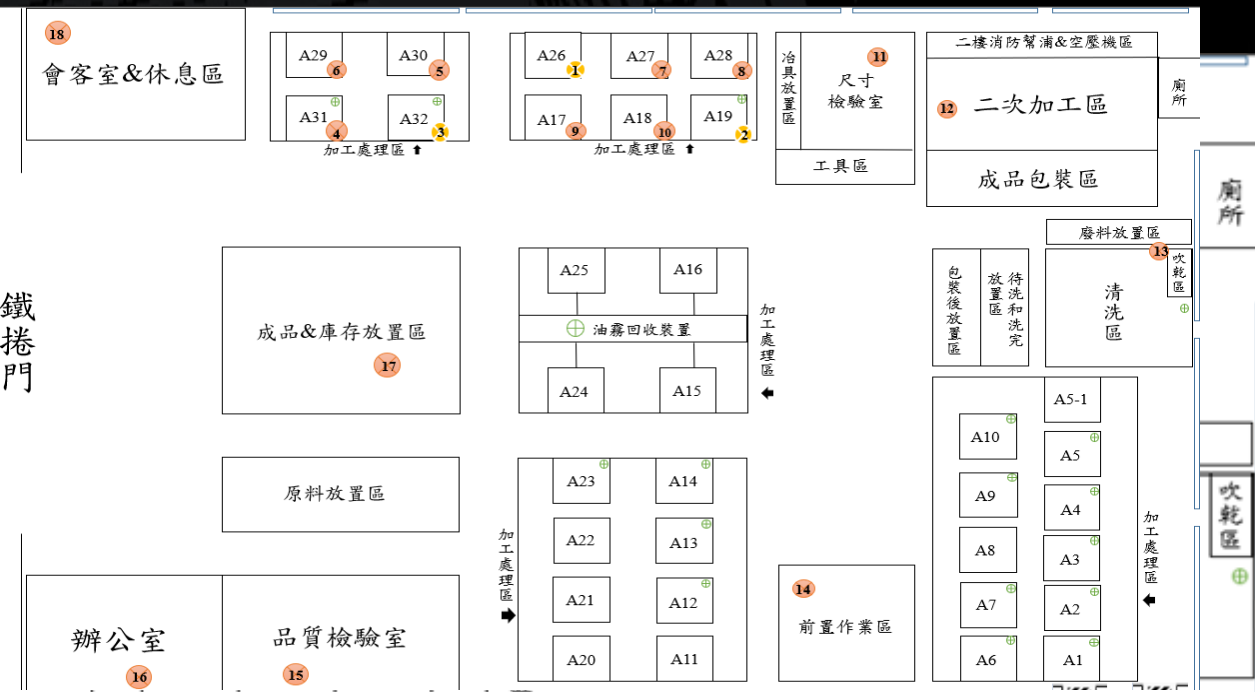 18
會客室&休息區
A29
6
A30
5
A31
4
A32
3
加工處理區
A26
1
A27
7
A28
8
A17
9
A18
10
A19
2
加工處理區
冶具放置區
11
尺寸
檢驗室
工具區
二樓消防幫浦&空壓機區
12
二次加工區
廁所
成品包裝區
廁所
鐵捲門
成品&庫存放置區
17
A25
A16
油霧回收裝置
A24
A15
加工處理區
包裝後放置區
待洗和洗完
放置區
廢料放置區
13
吹乾區
清洗區
吹乾區
原料放置區
加工處理區
A23
A14
A22
A13
A21
A12
A20
A11
14
前置作業區
A5-1
A10
A5
A9
A4
A8
A3
A7
A2
A6
A1
加工處理區
辦公室
16
品質檢驗室
15